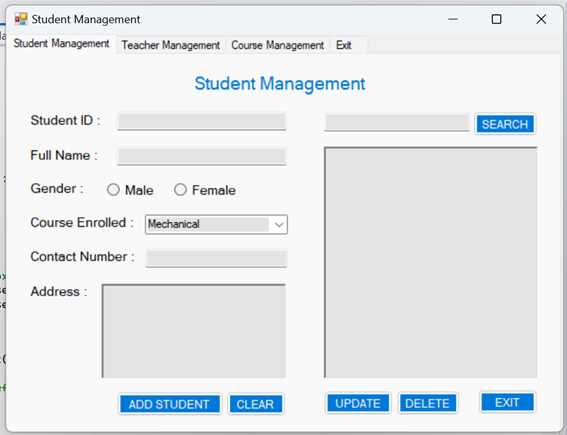 Student Management
Student Management Teacher Management Course Management Exit
Student Management
Student ID :
SEARCH
Full Name :
Gender : Male Female
Course Enrolled : Mechanical
Contact Number :
Address :
ADD STUDENT CLEAR UPDATE DELETE EXIT